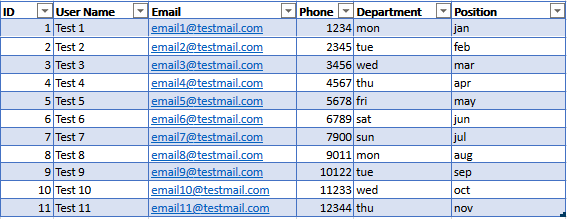 ID User Name Email Phone Department Position
1 Test 1 email1@testmail.com 1234 mon jan
2 Test 2 email2@testmail.com 2345 tue feb
3 Test 3 email3@testmail.com 3456 wed mar
4 Test 4 email4@testmail.com 4567 thu apr
5 Test 5 email5@testmail.com 5678 fri may
6 Test 6 email6@testmail.com 6789 sat jun
7 Test 7 email7@testmail.com 7900 sun jul
8 Test 8 email8@testmail.com 9011 mon aug
9 Test 9 email9@testmail.com 10122 tue sep
10 Test 10 email10@testmail.com 11233 wed oct
11 Test 11 email11@testmail.com 12344 thu nov